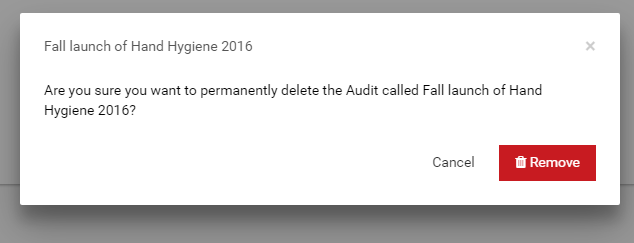 Fall launch of Hand Hygiene 2016 ×
Are you sure you want to permanently delete the Audit called Fall launch of Hand
Hygiene 2016?
Cancel Remove